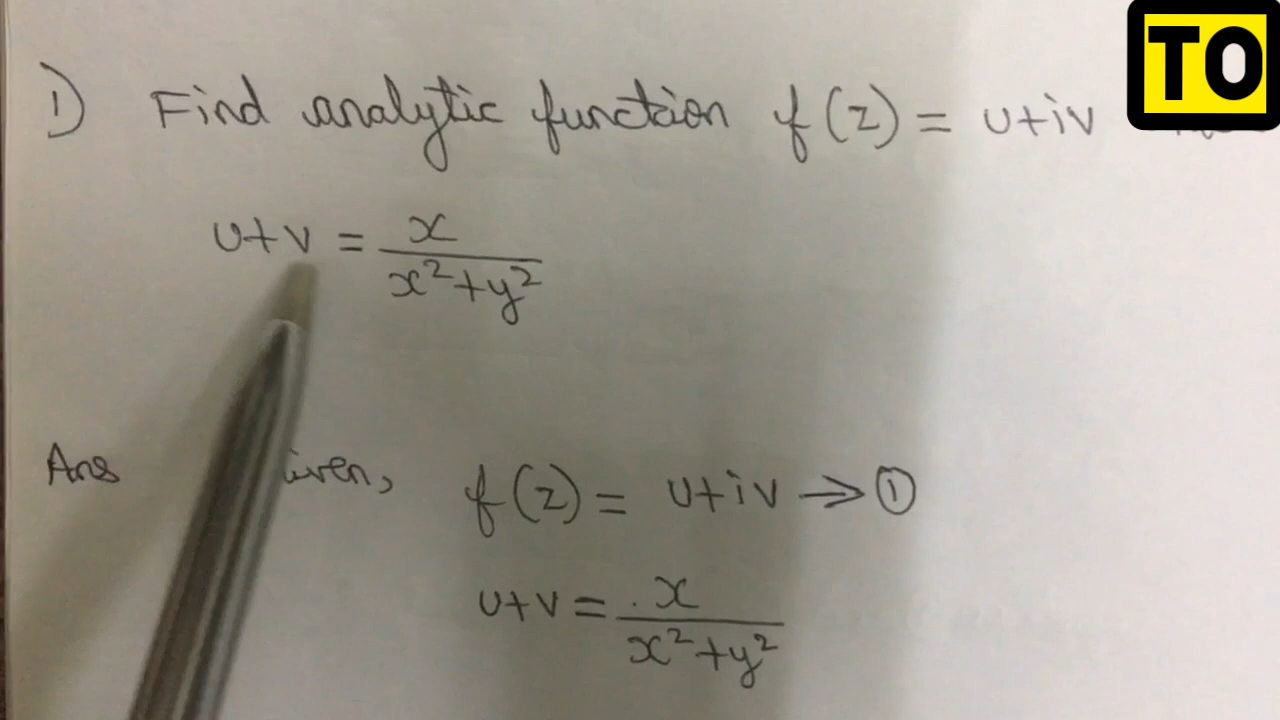 TO
1) Find analytic function f(z) = u+iv
u+v = x / x²+y²
Ans f(z) = u+iv → ①
u+v = x / x²+y²